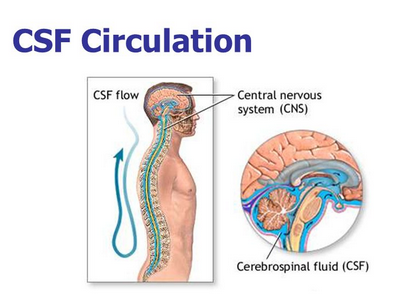 CSF Circulation
CSF flow
Central nervous
system (CNS)
Cerebrospinal fluid (CSF)